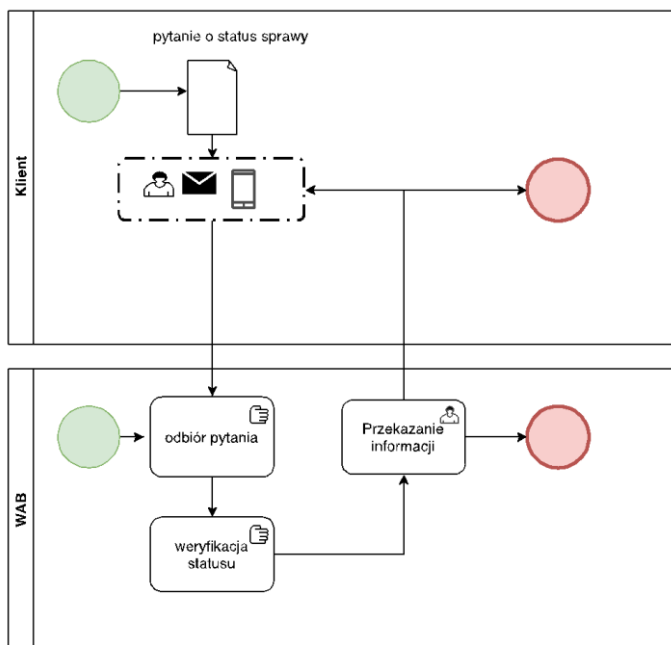 pytanie o status sprawy
Klient
WAB
odbiór pytania
Przekazanie
informacji
weryfikacja
statusu